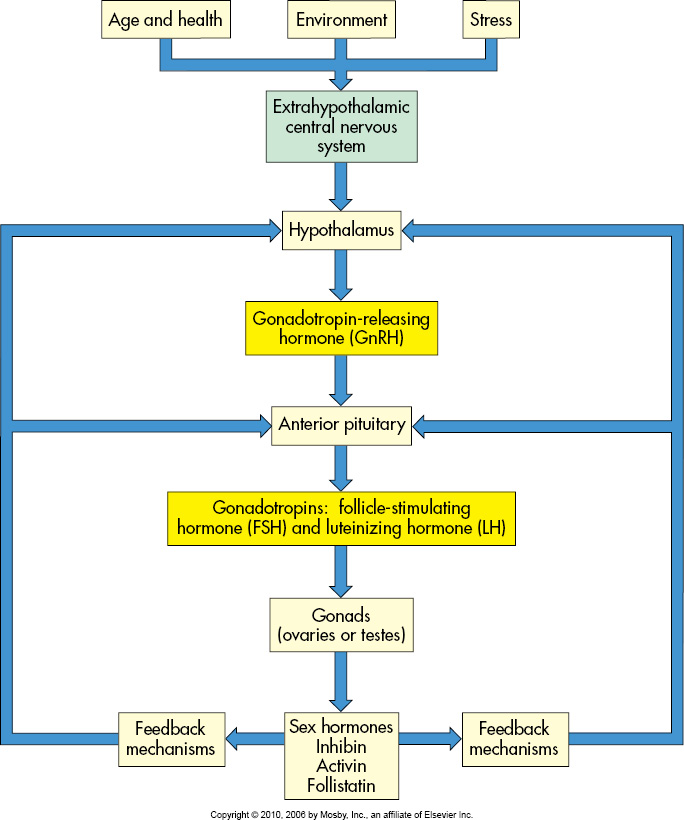 Age and health
Environment
Stress
Extrahypothalamic
central nervous
system
Hypothalamus
Gonadotropin-releasing
hormone (GnRH)
Anterior pituitary
Gonadotropins: follicle-stimulating
hormone (FSH) and luteinizing hormone (LH)
Gonads
(ovaries or testes)
Feedback
mechanisms
Sex hormones
Inhibin
Activin
Follistatin
Feedback
mechanisms
Copyright © 2010, 2006 by Mosby, Inc., an affiliate of Elsevier Inc.